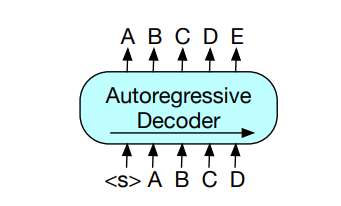 A B C D E
Autoregressive
Decoder
<s> A B C D